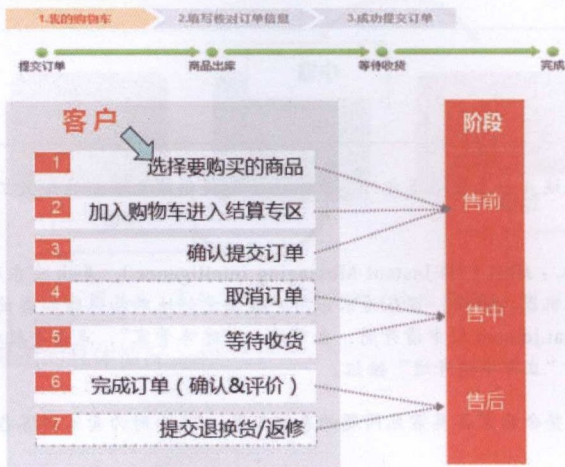 1.我的购物车 2.填写核对订单信息 3.成功提交订单
提交订单 商品出库 等待收货 完成
客户 阶段
1 选择要购买的商品
售前
2 加入购物车进入结算专区
3 确认提交订单
4 取消订单
售中
5 等待收货
6 完成订单(确认&评价)
售后
7 提交退换货/返修